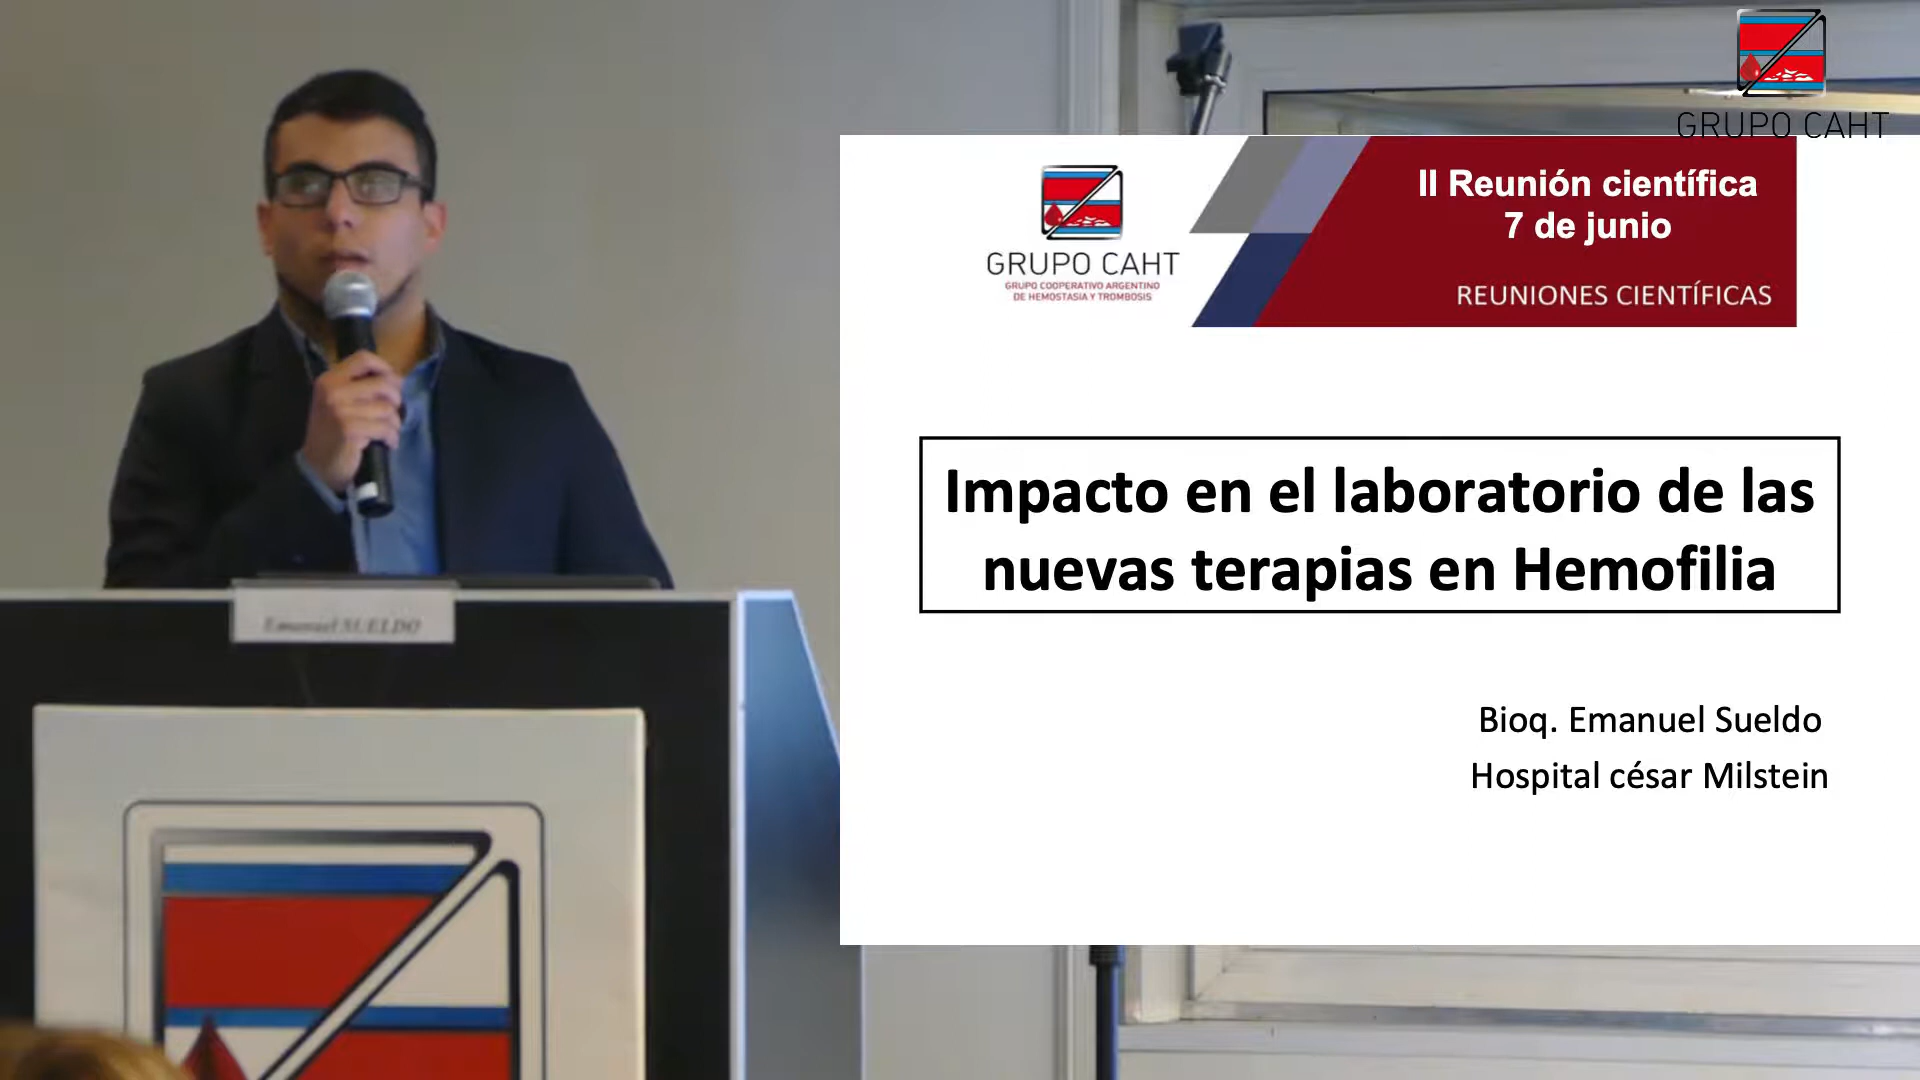 GRUPO CAHT
GRUPO CAHT
GRUPO COOPERATIVO ARGENTINO
DE HEMOSTASIA Y TROMBOSIS
II Reunión científica
7 de junio
REUNIONES CIENTÍFICAS
Impacto en el laboratorio de las
nuevas terapias en Hemofilia
Bioq. Emanuel Sueldo
Hospital césar Milstein
Emanuel SUELDO